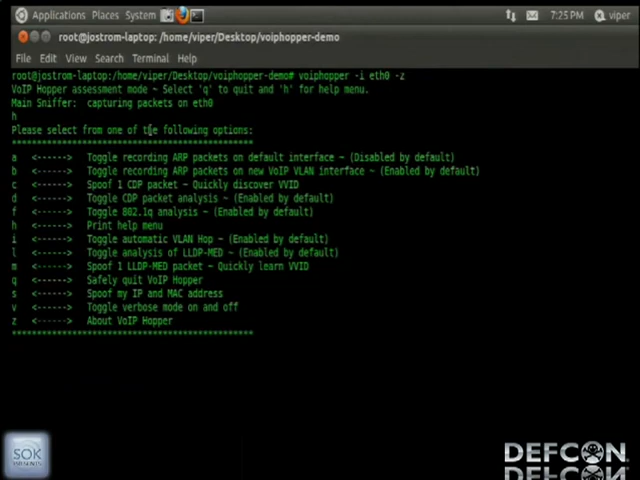 Applications Places System 7:25 PM viper
root@jostrom-laptop: /home/viper/Desktop/voiphopper-demo
File Edit View Search Terminal Help
root@jostrom-laptop:/home/viper/Desktop/voiphopper-demo# voiphopper -i eth0 -z
VoIP Hopper assessment mode ~ Select 'q' to quit and 'h' for help menu.
Main Sniffer:  capturing packets on eth0
h
Please select from one of the following options:
*************************************************
a <------> Toggle recording ARP packets on default interface ~ (Disabled by default)
b <------> Toggle recording ARP packets on new VoIP VLAN interface ~ (Enabled by default)
c <------> Spoof 1 CDP packet ~ Quickly discover VVID
d <------> Toggle CDP packet analysis ~ (Enabled by default)
f <------> Toggle 802.1q analysis ~ (Enabled by default)
h <------> Print help menu
i <------> Toggle automatic VLAN Hop ~ (Enabled by default)
l <------> Toggle analysis of LLDP-MED ~ (Enabled by default)
m <------> Spoof 1 LLDP-MED packet ~ Quickly learn VVID
q <------> Safely quit VoIP Hopper
s <------> Spoof my IP and MAC address
v <------> Toggle verbose mode on and off
z <------> About VoIP Hopper
*************************************************
SOK
DEFCON